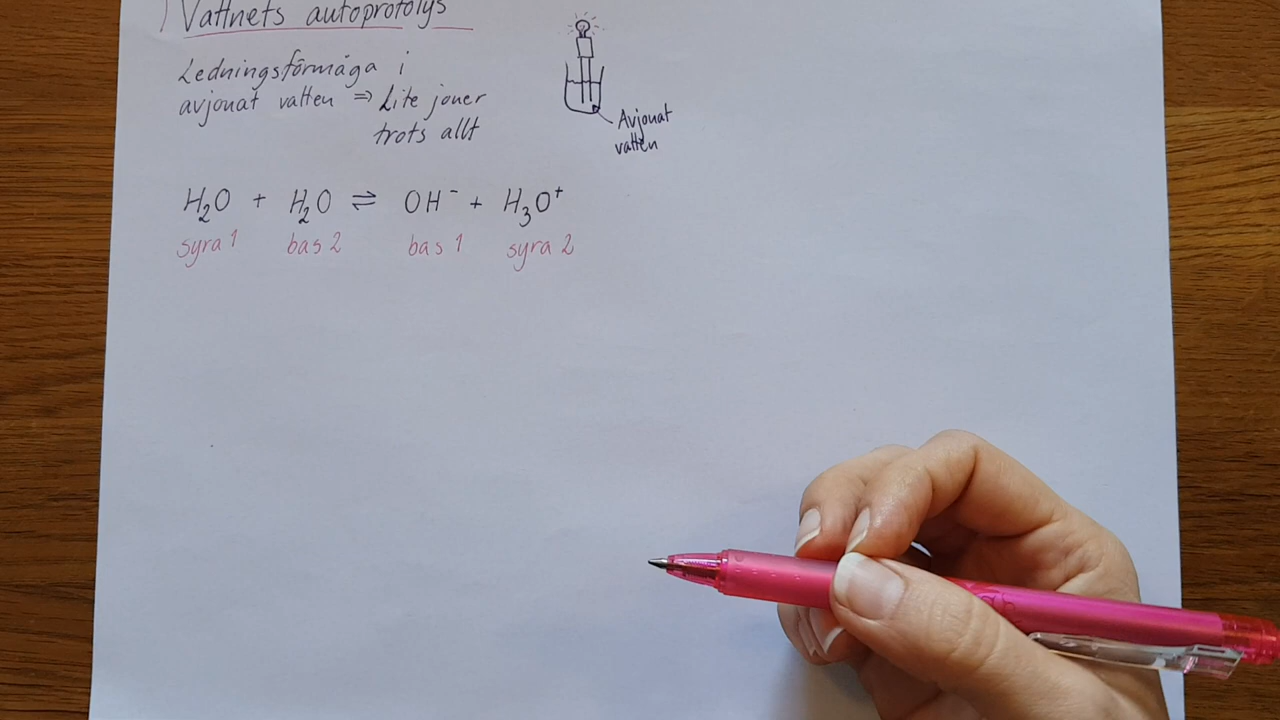 Vattnets autoprotolys
Ledningsförmåga i
avjonat vatten ⇒ Lite joner
trots allt
Avjonat
vatten
H₂O + H₂O ⇌ OH⁻ + H₃O⁺
syra 1 bas 2 bas 1 syra 2